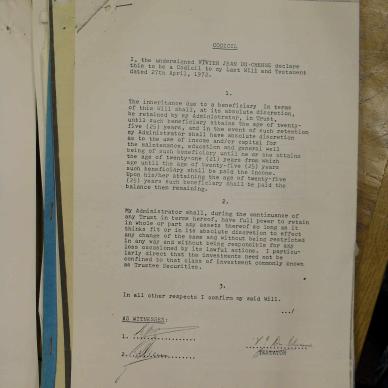 CODICIL
I, the undersigned VIVIEN JEAN DU-CHENNE declare
this to be a Codicil to my Last Will and Testament
dated 27th April, 1972.
1.
The inheritance due to a beneficiary in terms
of this Will shall, at its absolute discretion,
be retained by my Administrator, in Trust,
until such beneficiary attains the age of twenty-
five (25) years, and in the event of such retention
my Administrator shall have absolute discretion
as to the use of income and/or capital for
the maintenance, education and general well
being of such beneficiary until he or she attains
the age of twenty-one (21) years from which
age until the age of twenty-five (25) years
such beneficiary shall be paid the income.
Upon his/her attaining the age of twenty-five
(25) years such beneficiary shall be paid the
balance then remaining.
2.
My Administrator shall, during the continuance of
any Trust in terms hereof, have full power to retain
in whole or part any assets thereof so long as it
thinks fit or in its absolute discretion to effect
any change of the same and without being restricted
in any way and without being responsible for any
loss occasioned by its lawful actions. I particu-
larly direct that the investments need not be
confined to that class of investment commonly known
as Trustee Securities.
3.
In all other respects I confirm my said Will.
.../
AS WITNESSES:
1. ................
2. ................
TESTATOR